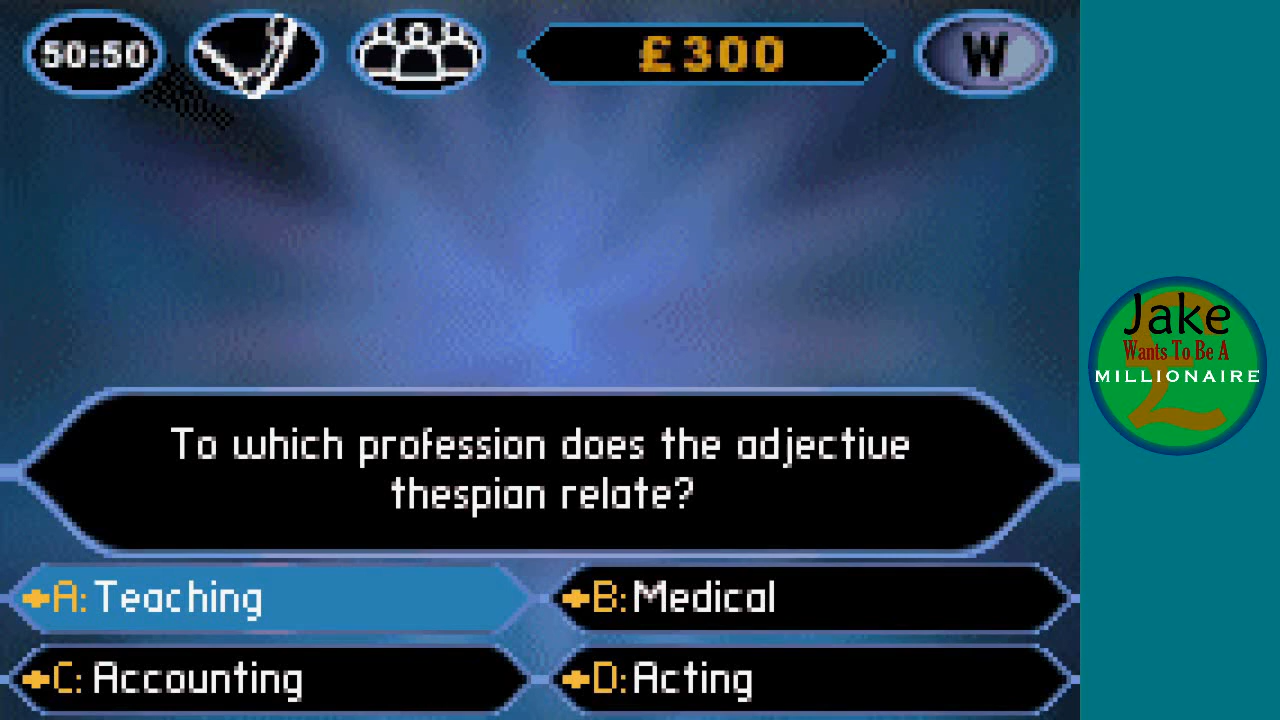 50:50
£300
W
To which profession does the adjective
thespian relate?
A: Teaching
B: Medical
C: Accounting
D: Acting
Jake
Wants To Be A
MILLIONAIRE